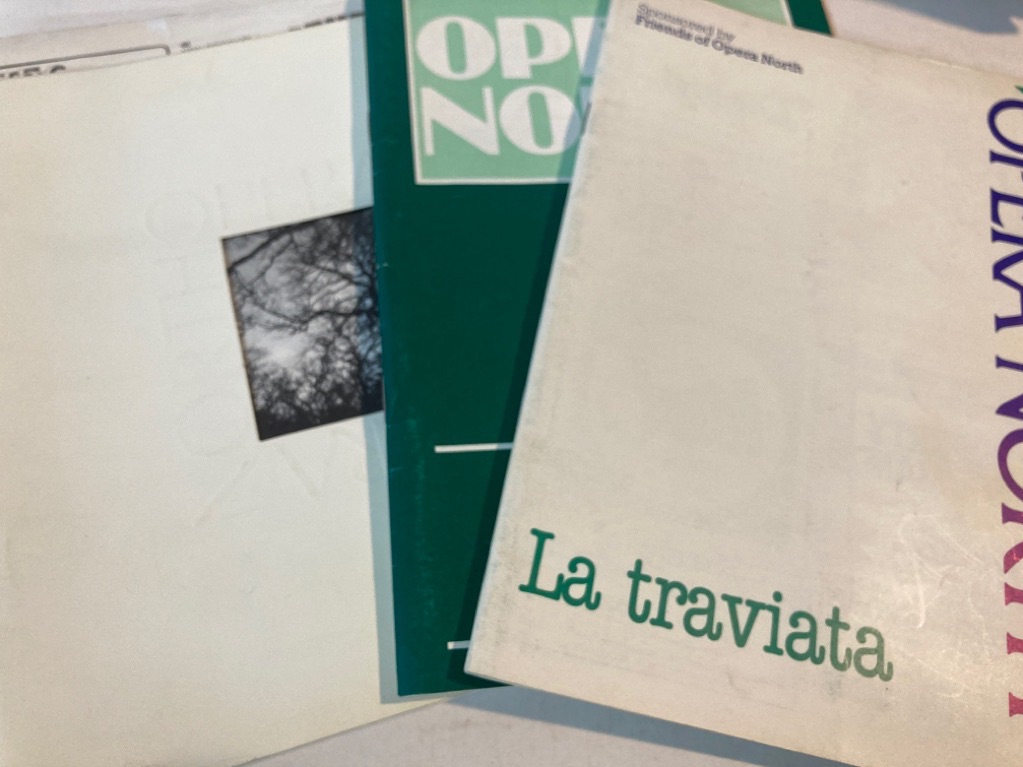 OPE
NO
Sponsored by
Friends of Opera North
OPERA NORTH
La traviata